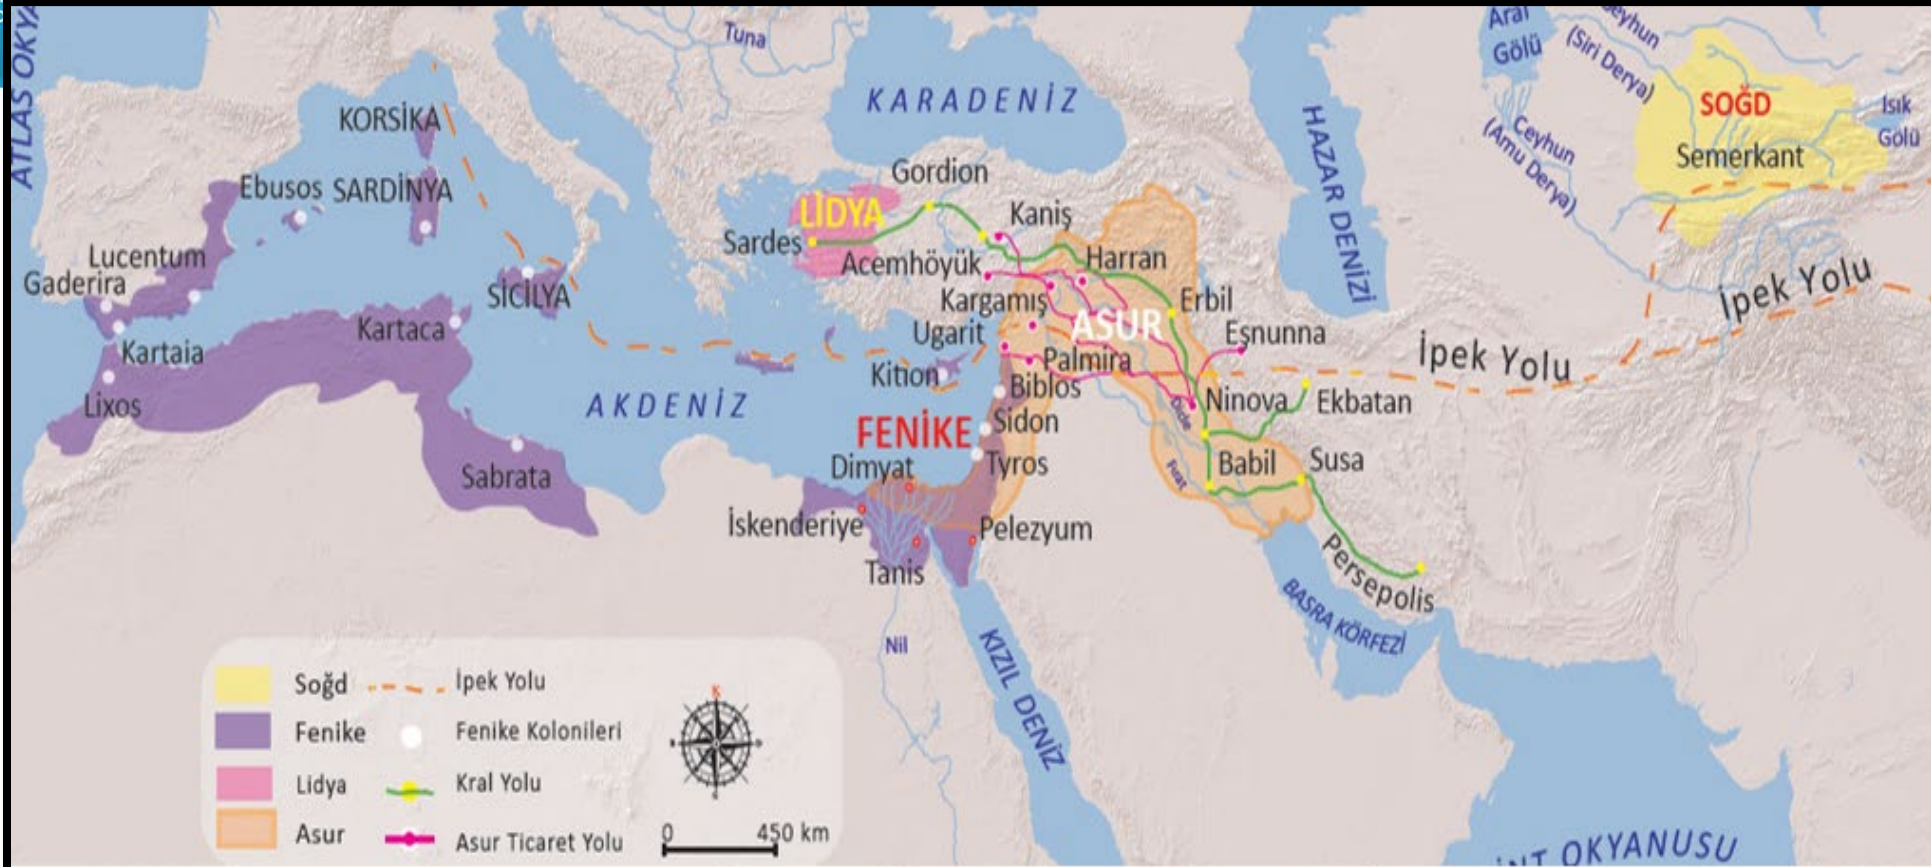 ATLAS OKYA
Tuna
KARADENİZ
HAZAR DENİZİ
Aral
Gölü
Seyhun
(Siri Derya)
Ceyhun
(Amu Derya)
SOĞD
Semerkant
Isık
Gölü
KORSİKA
Ebusos
SARDİNYA
Lucentum
Gaderira
Kartaia
Lixos
Kartaca
SİCİLYA
Sabrata
AKDENİZ
LİDYA
Sardes
Gordion
Kaniş
Acemhöyük
Harran
Kargamış
Erbil
Ugarit
ASUR
Eşnunna
Palmira
Kition
Biblos
Ninova
Ekbatan
Dicle
Sidon
FENİKE
Tyros
Babil
Susa
Fırat
Dimyat
İskenderiye
Pelezyum
Tanis
Persepolis
İpek Yolu
İpek Yolu
BASRA KÖRFEZİ
Nil
KIZIL DENİZ
Soğd
İpek Yolu
Fenike
Fenike Kolonileri
Lidya
Kral Yolu
Asur
Asur Ticaret Yolu
K
0
450 km
İNT OKYANUSU